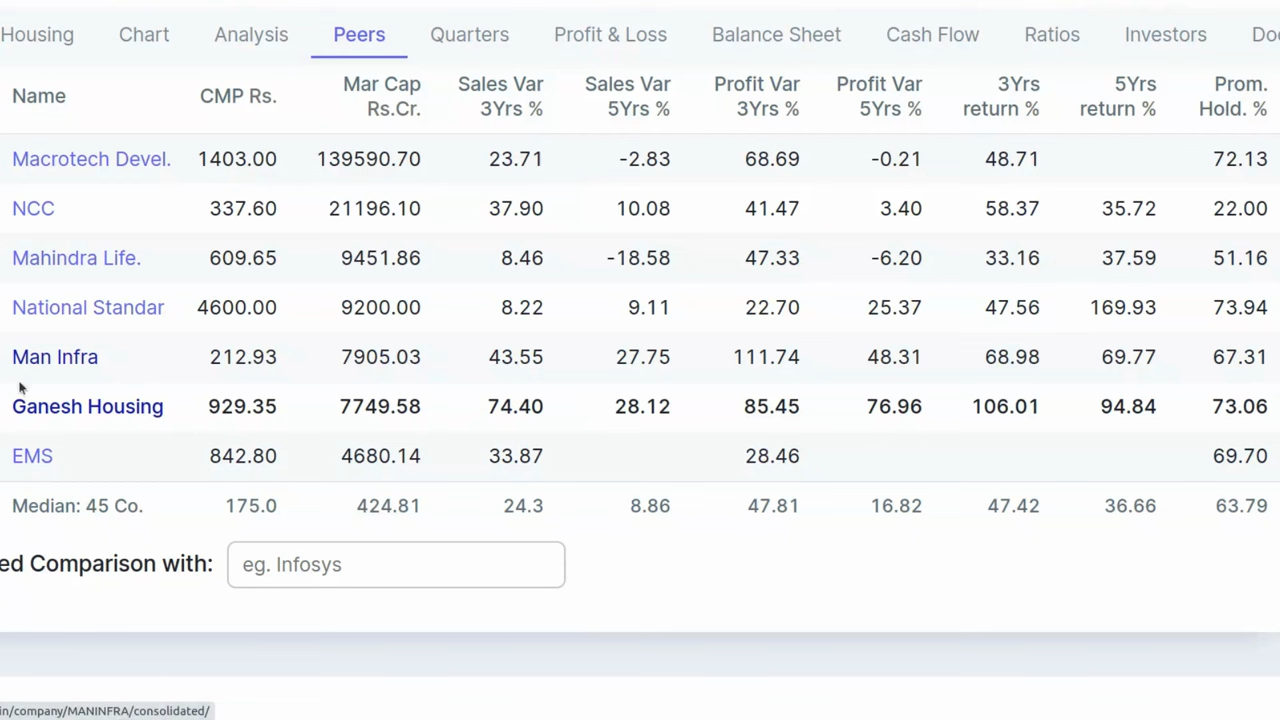 Housing Chart Analysis Peers Quarters Profit & Loss Balance Sheet Cash Flow Ratios Investors Doc
Name CMP Rs. Mar Cap Rs.Cr. Sales Var 3Yrs % Sales Var 5Yrs % Profit Var 3Yrs % Profit Var 5Yrs % 3Yrs return % 5Yrs return % Prom. Hold. %
Macrotech Devel. 1403.00 139590.70 23.71 -2.83 68.69 -0.21 48.71 72.13
NCC 337.60 21196.10 37.90 10.08 41.47 3.40 58.37 35.72 22.00
Mahindra Life. 609.65 9451.86 8.46 -18.58 47.33 -6.20 33.16 37.59 51.16
National Standar 4600.00 9200.00 8.22 9.11 22.70 25.37 47.56 169.93 73.94
Man Infra 212.93 7905.03 43.55 27.75 111.74 48.31 68.98 69.77 67.31
Ganesh Housing 929.35 7749.58 74.40 28.12 85.45 76.96 106.01 94.84 73.06
EMS 842.80 4680.14 33.87 28.46 69.70
Median: 45 Co. 175.0 424.81 24.3 8.86 47.81 16.82 47.42 36.66 63.79
ed Comparison with: eg. Infosys
in/company/MANINFRA/consolidated/